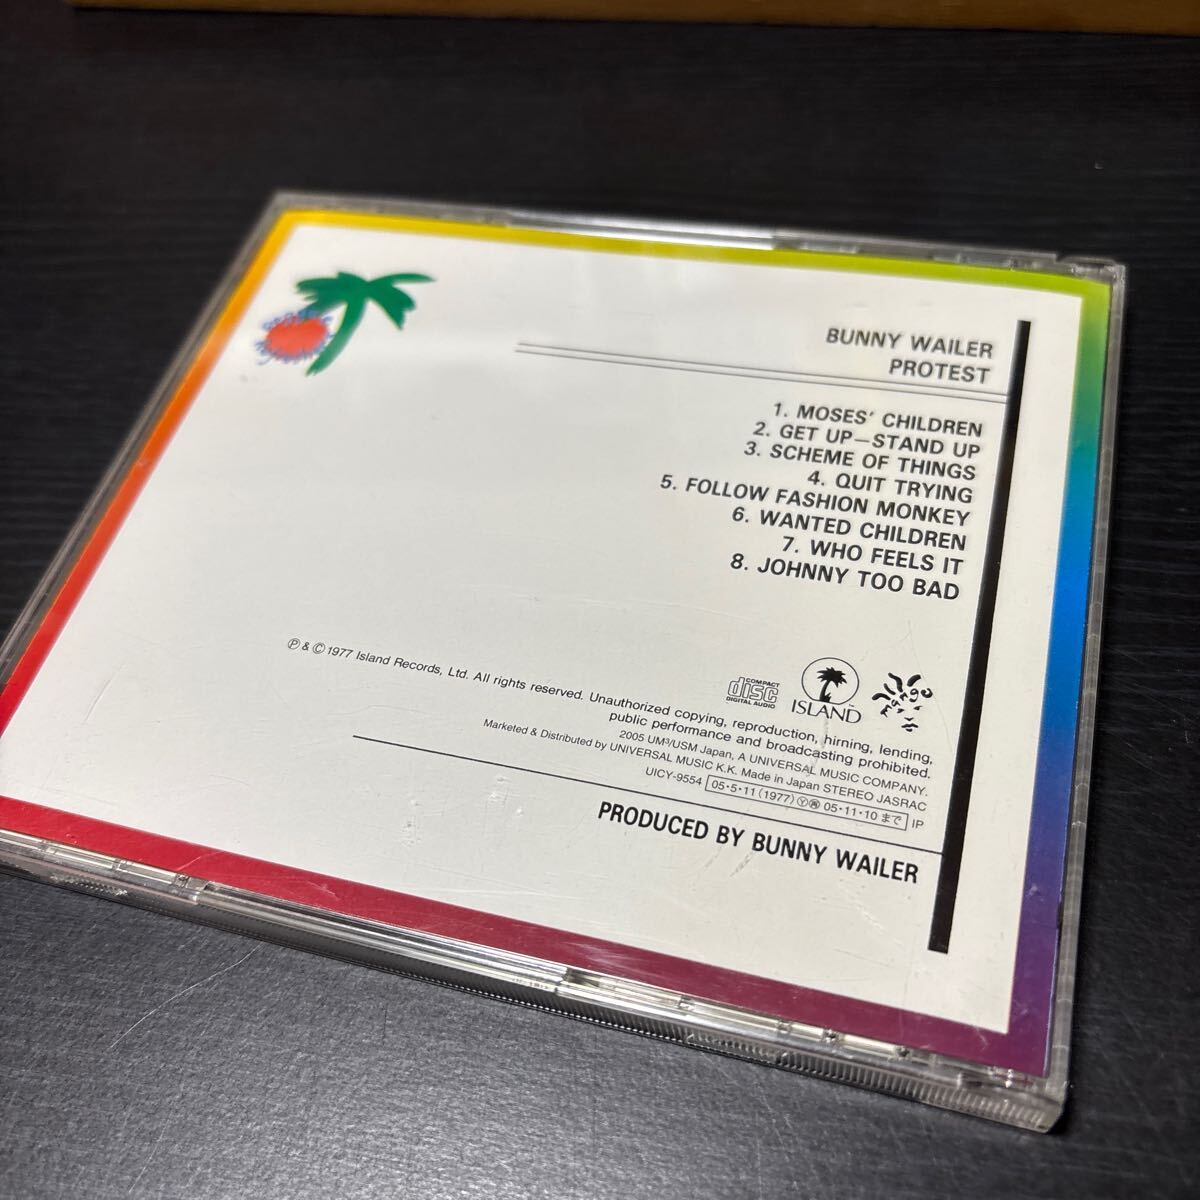 BUNNY WAILER
PROTEST
1. MOSES' CHILDREN
2. GET UP—STAND UP
3. SCHEME OF THINGS
4. QUIT TRYING
5. FOLLOW FASHION MONKEY
6. WANTED CHILDREN
7. WHO FEELS IT
8. JOHNNY TOO BAD
COMPACT
disc
DIGITAL AUDIO
ISLAND™
mango
Ⓟ & © 1977 Island Records, Ltd. All rights reserved. Unauthorized copying, reproduction, hirning, lending,
public performance and broadcasting prohibited.
2005 UM³/USM Japan, A UNIVERSAL MUSIC COMPANY.
Marketed & Distributed by UNIVERSAL MUSIC K.K. Made in Japan STEREO JASRAC
UICY-9554 05・5・11 (1977) Ⓨ 05・11・10 まで IP
PRODUCED BY BUNNY WAILER